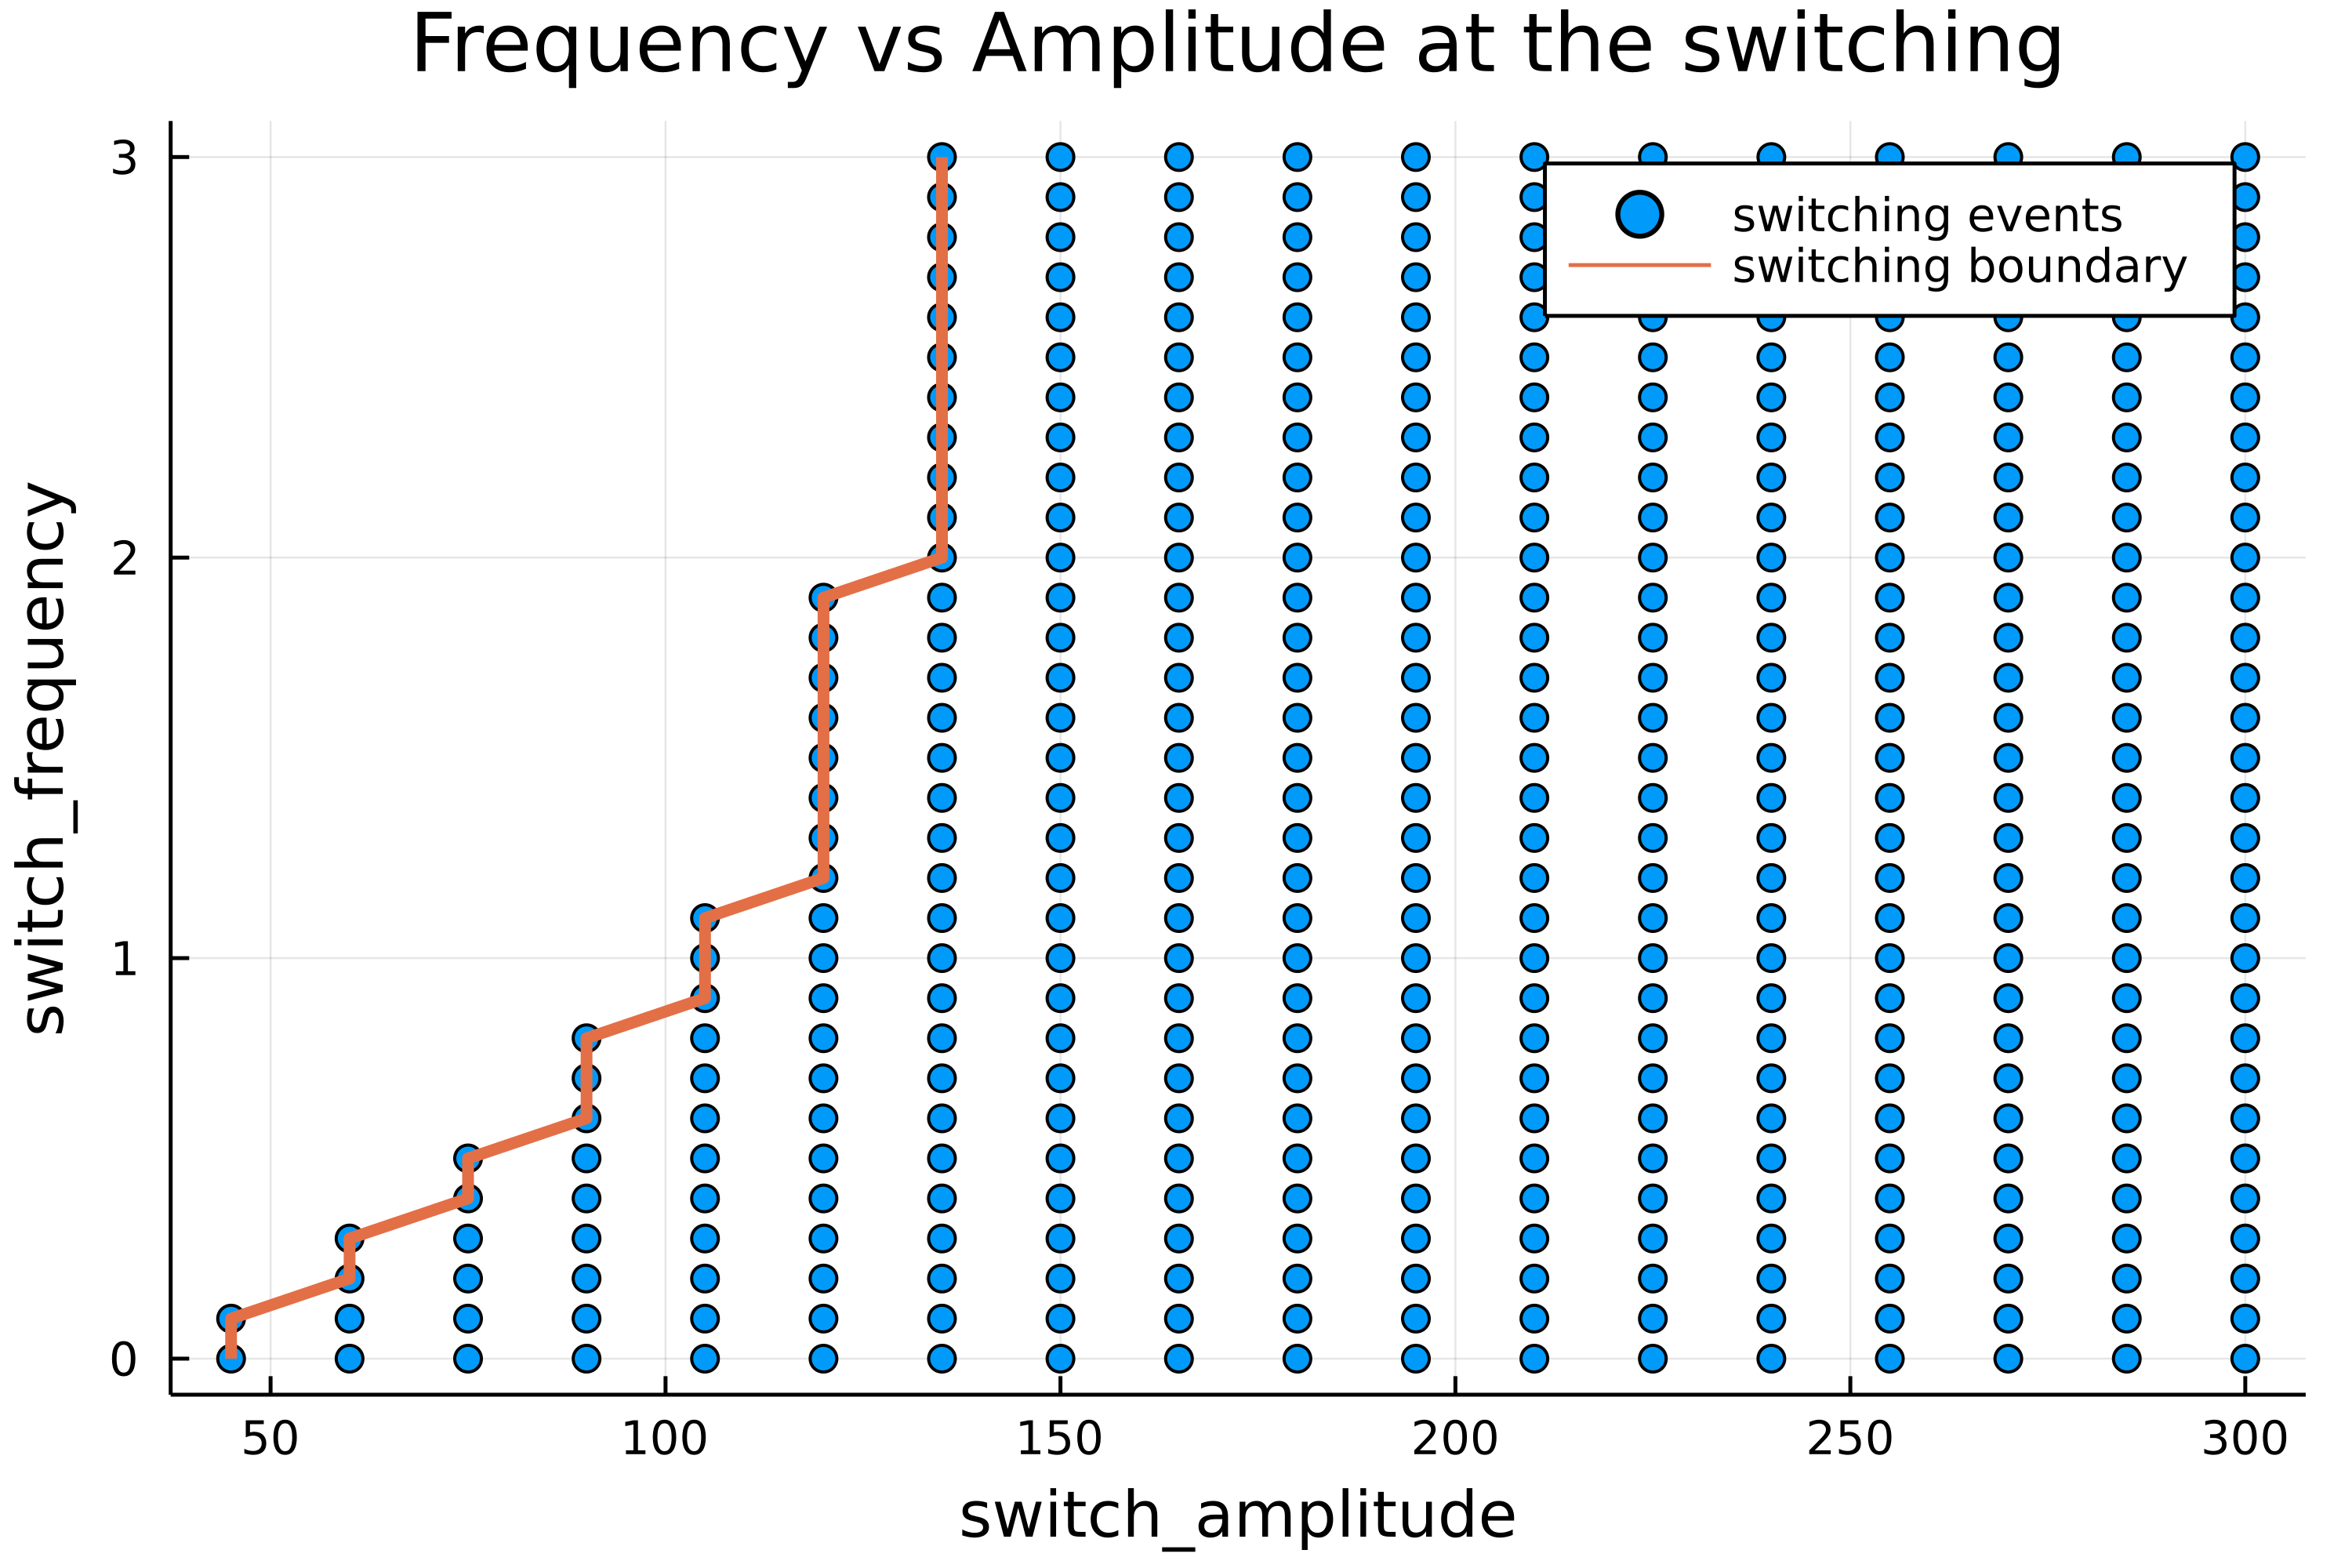 Frequency vs Amplitude at the switching
switching events
switching boundary
switch_frequency
3
2
1
0
50 100 150 200 250 300
switch_amplitude